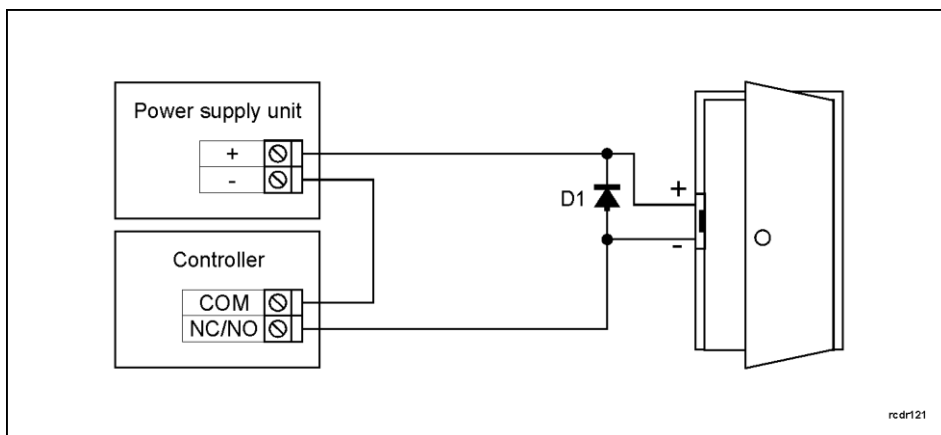 Power supply unit
+
-
Controller
COM
NC/NO
D1
+
-
rcdr121